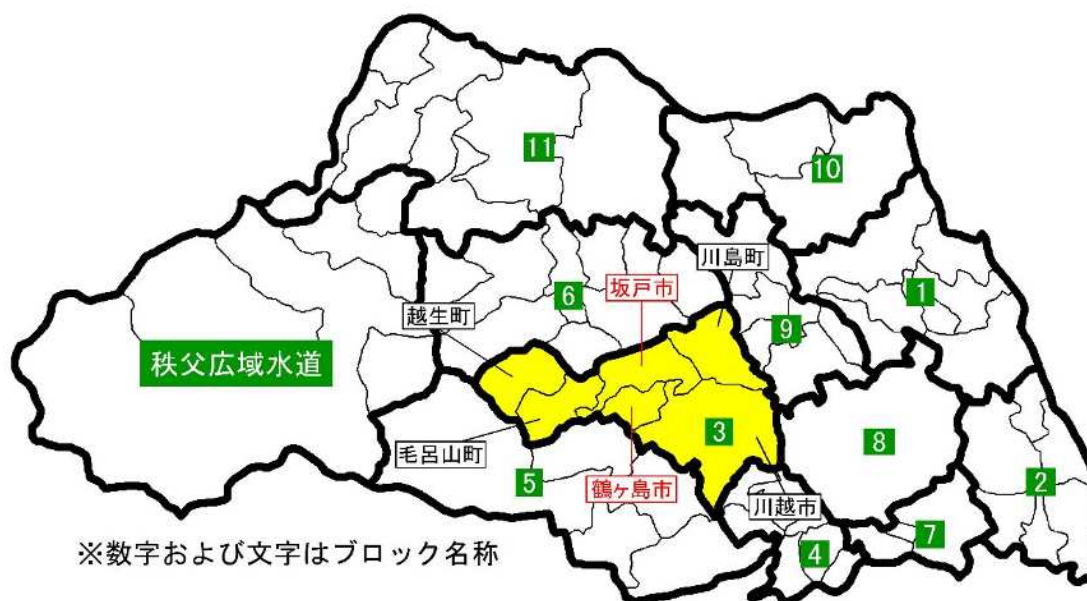 11
10
川島町
坂戸市
6
1
越生町
9
秩父広域水道
3
8
毛呂山町
5
鶴ヶ島市
2
川越市
7
4
※数字および文字はブロック名称